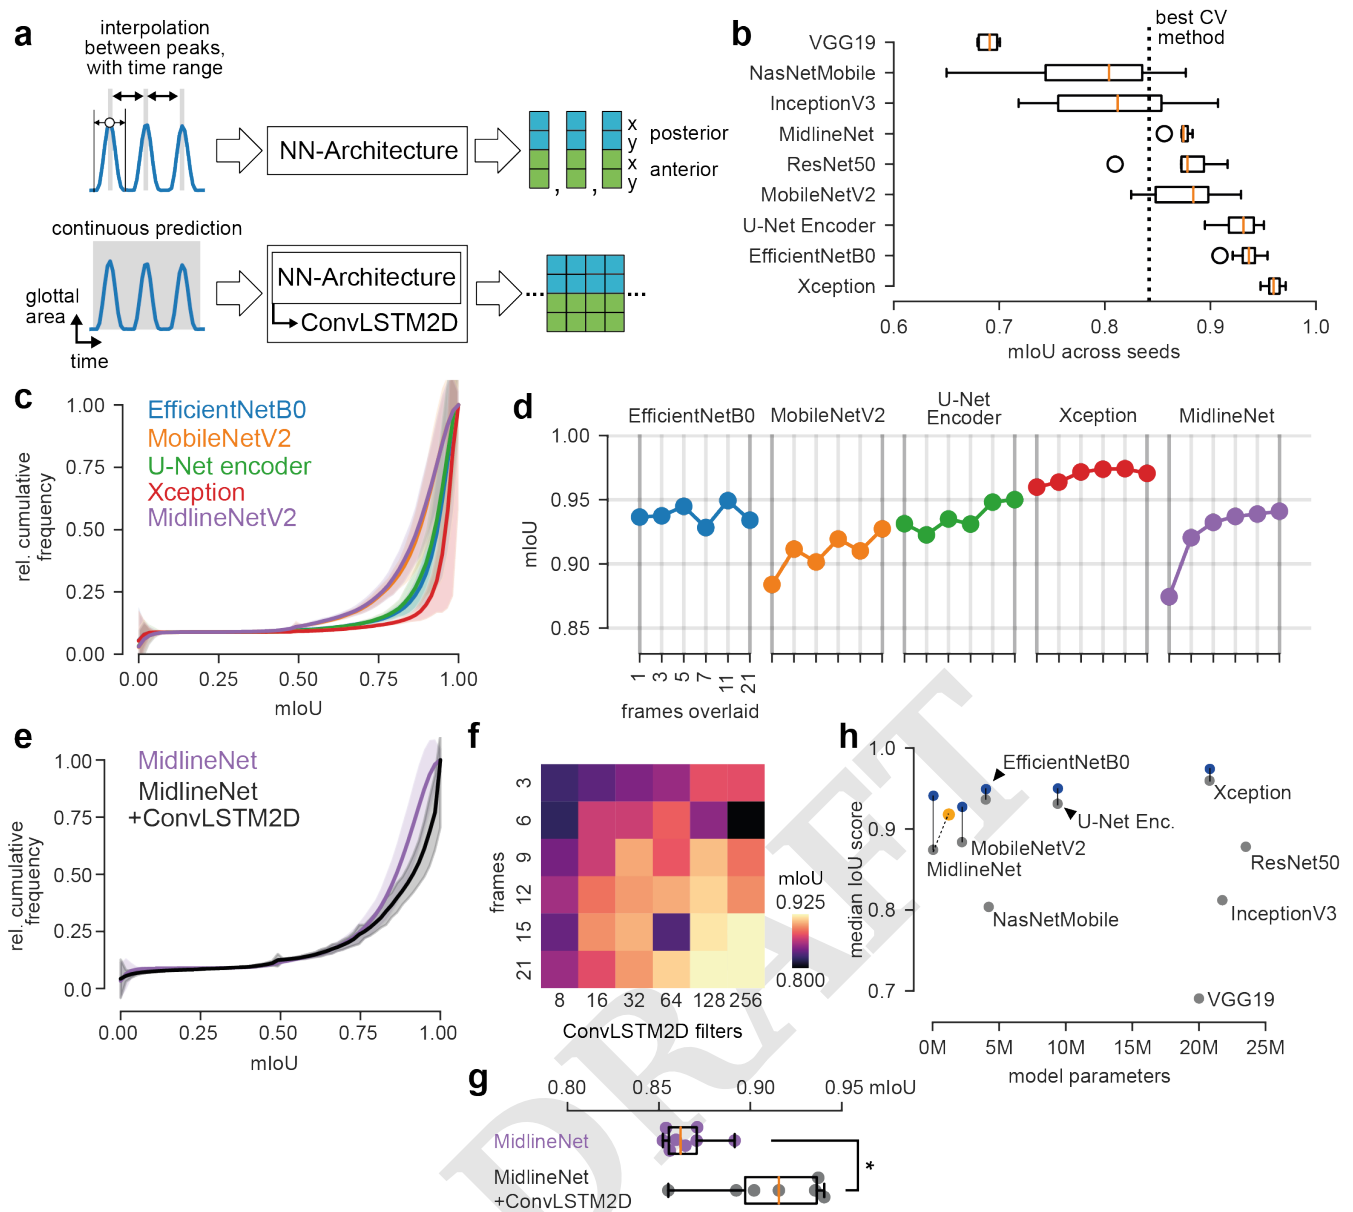 a
interpolation
between peaks,
with time range
NN-Architecture
x
y
x
y
posterior
anterior
, ,
continuous prediction
NN-Architecture
ConvLSTM2D
glottal
area
time
b
best CV
method
VGG19
NasNetMobile
InceptionV3
MidlineNet
ResNet50
MobileNetV2
U-Net Encoder
EfficientNetB0
Xception
0.6 0.7 0.8 0.9 1.0
mIoU across seeds
c
EfficientNetB0
MobileNetV2
U-Net encoder
Xception
MidlineNetV2
1.00
0.75
0.50
0.25
0.00
rel. cumulative
frequency
0.00 0.25 0.50 0.75 1.00
mIoU
d
EfficientNetB0 MobileNetV2 U-Net Encoder Xception MidlineNet
1.00
0.95
0.90
0.85
mIoU
1 3 5 7 11 21
frames overlaid
e
MidlineNet
MidlineNet
+ConvLSTM2D
1.00
0.75
0.50
0.25
0.0
rel. cumulative
frequency
0.00 0.25 0.50 0.75 1.00
mIoU
f
3
6
9
12
15
21
frames
8 16 32 64 128 256
ConvLSTM2D filters
mIoU
0.925
0.800
g
0.80 0.85 0.90 0.95 mIoU
MidlineNet
MidlineNet
+ConvLSTM2D
*
h
1.0
0.9
0.8
0.7
median IoU score
EfficientNetB0
Xception
U-Net Enc.
MobileNetV2
MidlineNet
ResNet50
NasNetMobile
InceptionV3
VGG19
0M 5M 10M 15M 20M 25M
model parameters
DRAFT